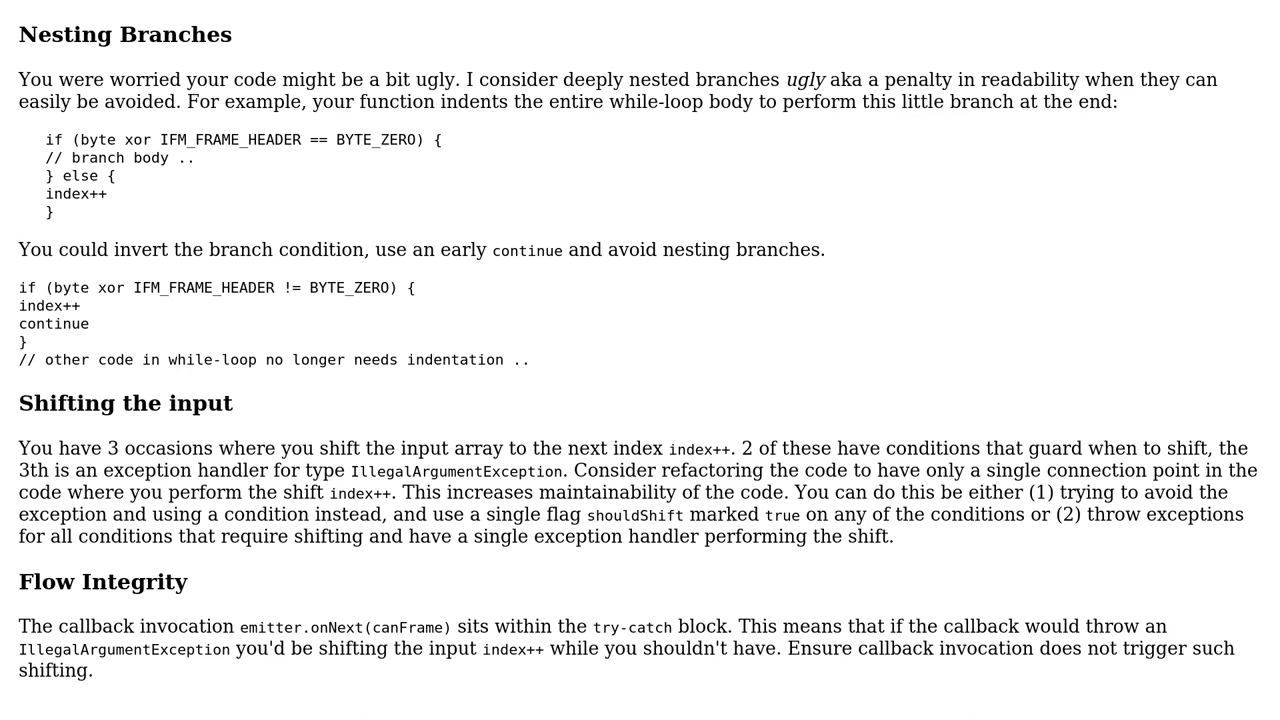 Nesting Branches
You were worried your code might be a bit ugly. I consider deeply nested branches ugly aka a penalty in readability when they can
easily be avoided. For example, your function indents the entire while-loop body to perform this little branch at the end:
if (byte xor IFM_FRAME_HEADER == BYTE_ZERO) {
// branch body ..
} else {
index++
}
You could invert the branch condition, use an early continue and avoid nesting branches.
if (byte xor IFM_FRAME_HEADER != BYTE_ZERO) {
index++
continue
}
// other code in while-loop no longer needs indentation ..
Shifting the input
You have 3 occasions where you shift the input array to the next index index++. 2 of these have conditions that guard when to shift, the
3th is an exception handler for type IllegalArgumentException. Consider refactoring the code to have only a single connection point in the
code where you perform the shift index++. This increases maintainability of the code. You can do this be either (1) trying to avoid the
exception and using a condition instead, and use a single flag shouldShift marked true on any of the conditions or (2) throw exceptions
for all conditions that require shifting and have a single exception handler performing the shift.
Flow Integrity
The callback invocation emitter.onNext(canFrame) sits within the try-catch block. This means that if the callback would throw an
IllegalArgumentException you'd be shifting the input index++ while you shouldn't have. Ensure callback invocation does not trigger such
shifting.